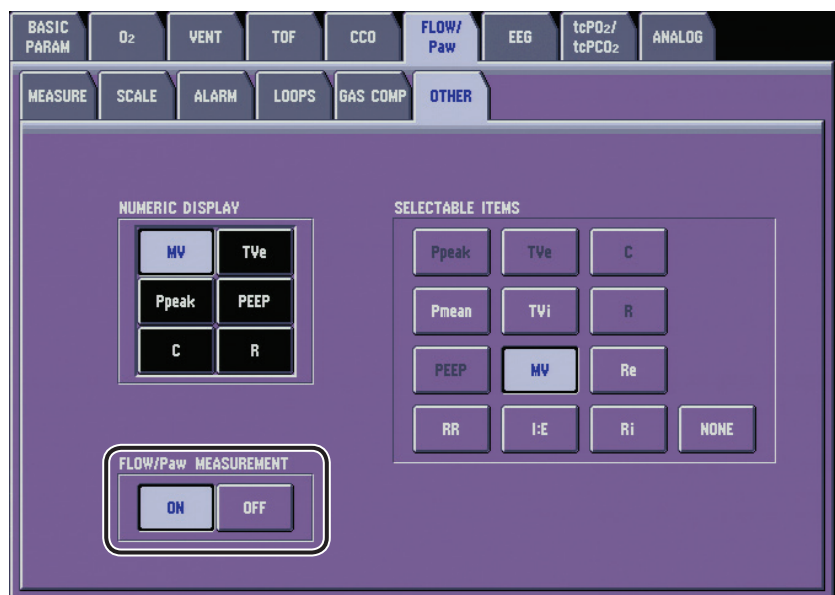 BASIC PARAM
O2
VENT
TOF
CCO
FLOW/ Paw
EEG
tcPO2/ tcPCO2
ANALOG
MEASURE
SCALE
ALARM
LOOPS
GAS COMP
OTHER
NUMERIC DISPLAY
MV
TVe
Ppeak
PEEP
C
R
SELECTABLE ITEMS
Ppeak
TVe
C
Pmean
TVi
R
PEEP
MV
Re
RR
I:E
Ri
NONE
FLOW/Paw MEASUREMENT
ON
OFF